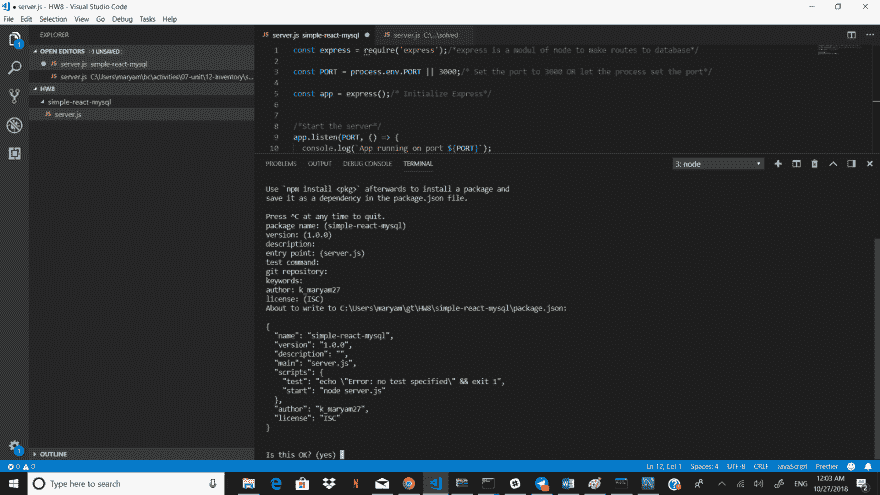 server.js - HW8 - Visual Studio Code
File Edit Selection View Go Debug Tasks Help
EXPLORER
OPEN EDITORS 1 UNSAVED
JS server.js simple-react-mysql
JS server.js C:\Users\maryam\bc\activities\07-unit\12-inventory\s...
HW8
simple-react-mysql
JS server.js
OUTLINE
JS server.js simple-react-mysql
JS server.js C:\...\solved
1 const express = require('express');/*express is a modul of node to make routes to database*/
2
3 const PORT = process.env.PORT || 3000;/* Set the port to 3000 OR let the process set the port*/
4
5 const app = express();/* Initialize Express*/
6
7
8 /*Start the server*/
9 app.listen(PORT, () => {
10 console.log(`App running on port ${PORT}`);
PROBLEMS OUTPUT DEBUG CONSOLE TERMINAL
3: node
Use `npm install <pkg>` afterwards to install a package and
save it as a dependency in the package.json file.
Press ^C at any time to quit.
package name: (simple-react-mysql)
version: (1.0.0)
description:
entry point: (server.js)
test command:
git repository:
keywords:
author: k_maryam27
license: (ISC)
About to write to C:\Users\maryam\gt\HW8\simple-react-mysql\package.json:
{
"name": "simple-react-mysql",
"version": "1.0.0",
"description": "",
"main": "server.js",
"scripts": {
"test": "echo \"Error: no test specified\" && exit 1",
"start": "node server.js"
},
"author": "k_maryam27",
"license": "ISC"
}
Is this OK? (yes)
0 0
Ln 12, Col 1 Spaces: 4 UTF-8 CRLF JavaScript Prettier
Type here to search
ENG
12:03 AM
10/27/2018
2